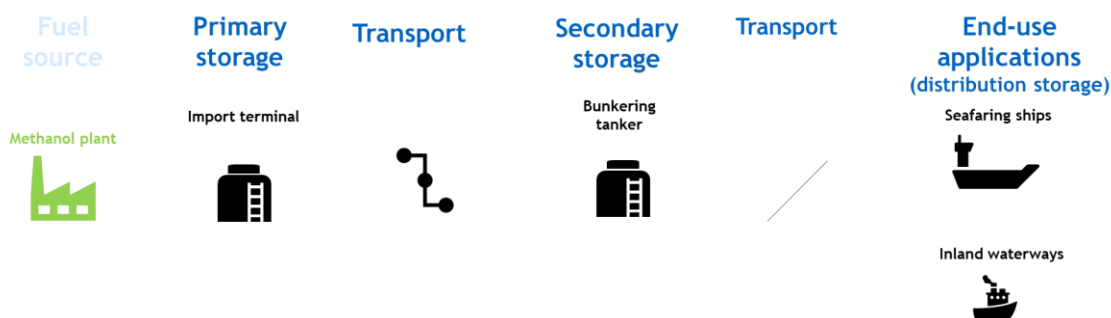 Fuel
source
Primary
storage
Transport
Secondary
storage
Transport
End-use
applications
(distribution storage)
Methanol plant
Import terminal
Bunkering
tanker
Seafaring ships
Inland waterways